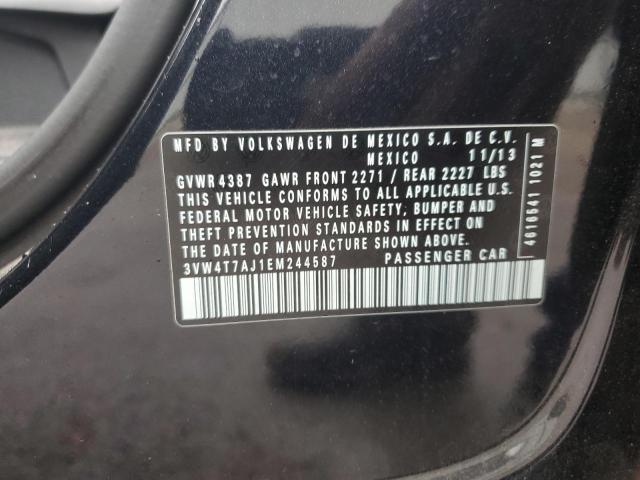 MFD BY VOLKSWAGEN DE MEXICO S.A. DE C.V.
MEXICO 11/13
GVWR 4387 GAWR FRONT 2271 / REAR 2227 LBS
THIS VEHICLE CONFORMS TO ALL APPLICABLE U.S.
FEDERAL MOTOR VEHICLE SAFETY, BUMPER AND
THEFT PREVENTION STANDARDS IN EFFECT ON
THE DATE OF MANUFACTURE SHOWN ABOVE.
3VW4T7AJ1EM244587 PASSENGER CAR
4616541 1021 M